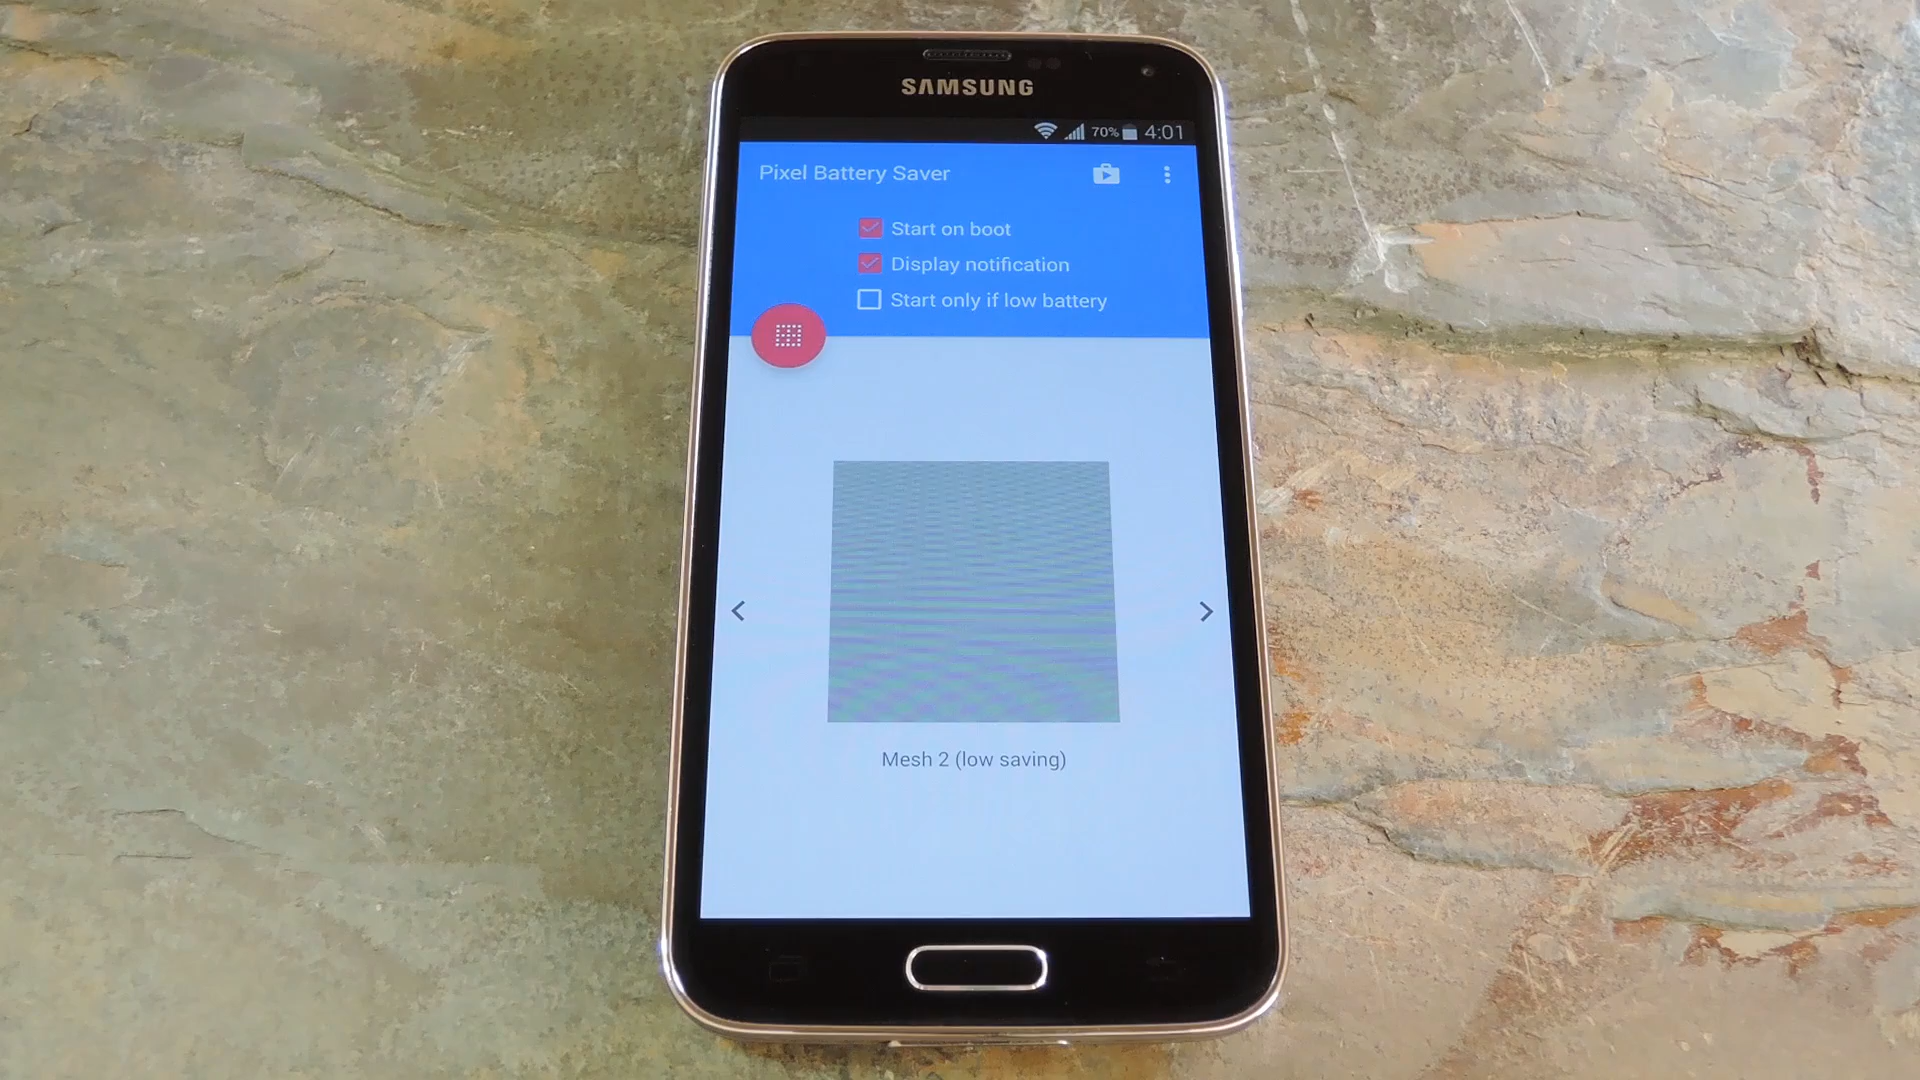 SAMSUNG
70% 4:01
Pixel Battery Saver
Start on boot
Display notification
Start only if low battery
Mesh 2 (low saving)